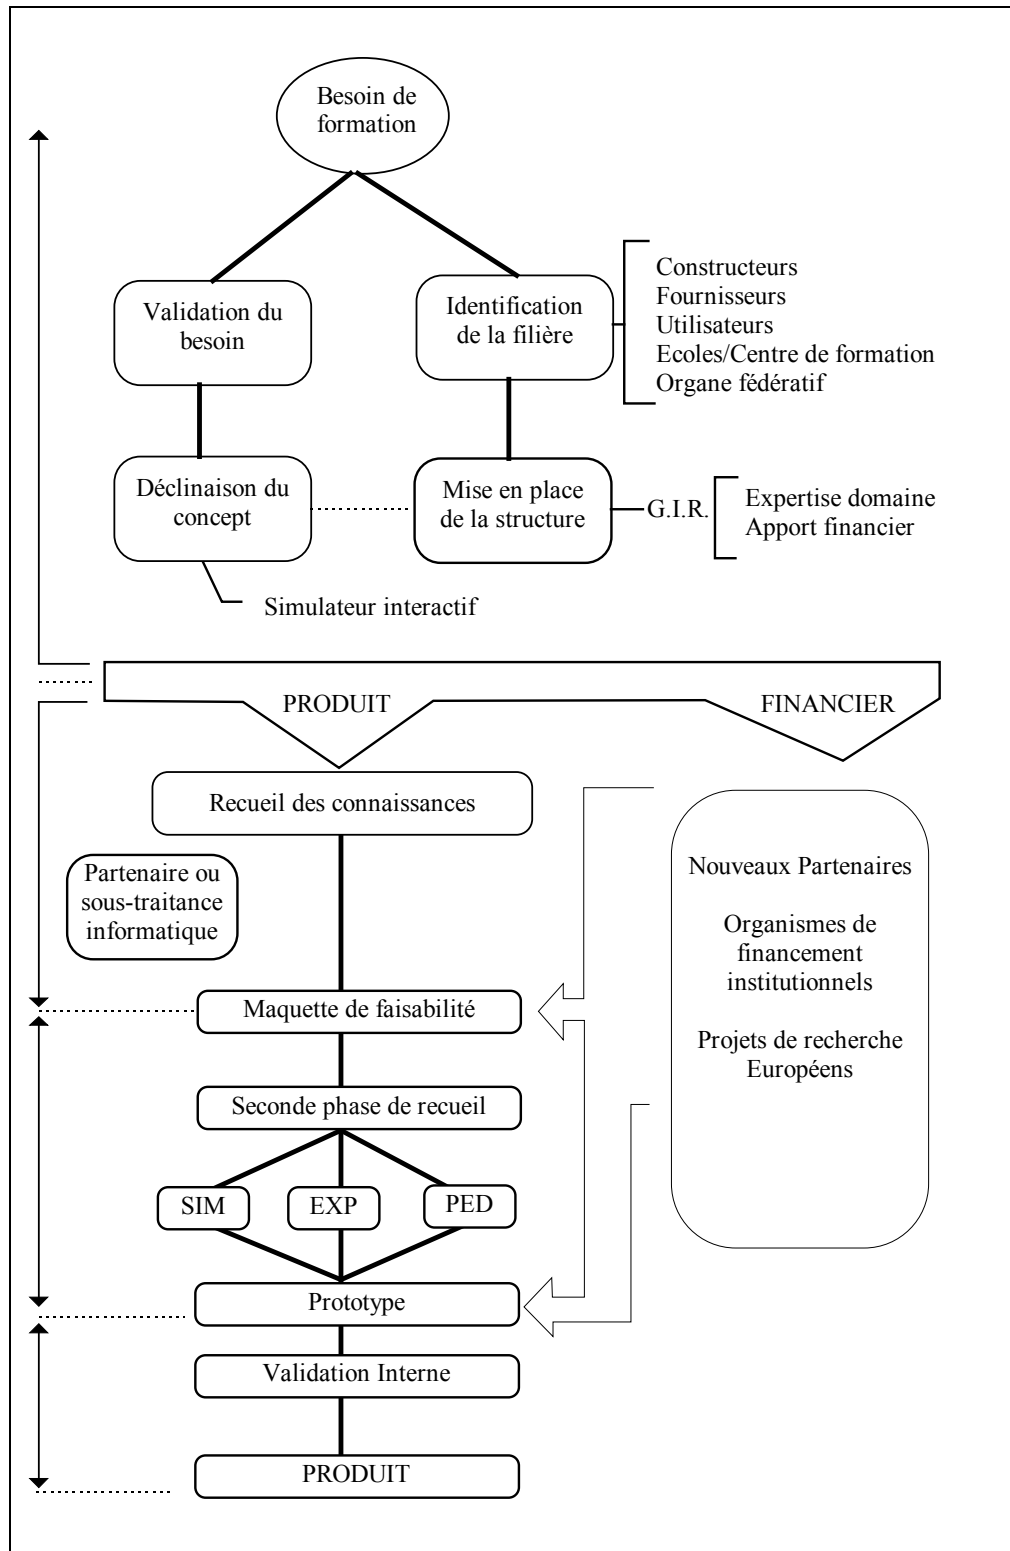 Besoin de
formation
Validation du
besoin
Identification
de la filière
Constructeurs
Fournisseurs
Utilisateurs
Ecoles/Centre de formation
Organe fédératif
Déclinaison du
concept
Mise en place
de la structure
G.I.R.
Expertise domaine
Apport financier
Simulateur interactif
PRODUIT
FINANCIER
Recueil des connaissances
Partenaire ou
sous-traitance
informatique
Nouveaux Partenaires
Organismes de
financement
institutionnels
Projets de recherche
Européens
Maquette de faisabilité
Seconde phase de recueil
SIM
EXP
PED
Prototype
Validation Interne
PRODUIT